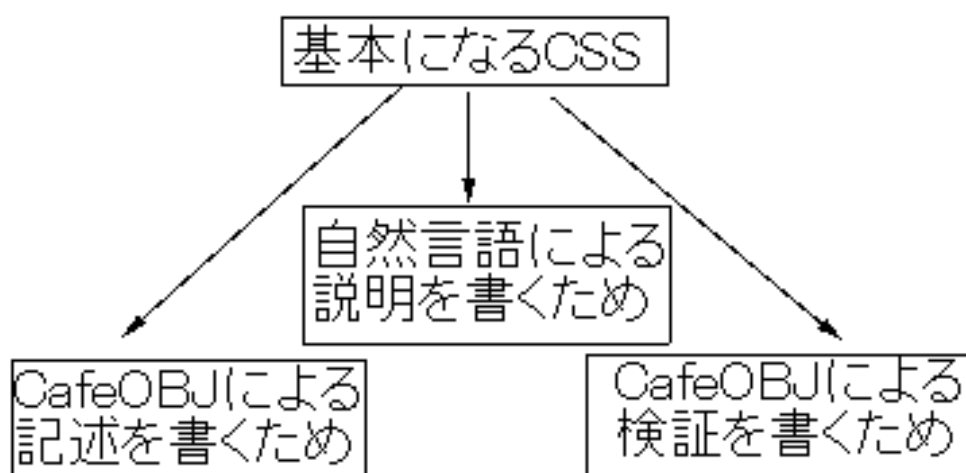 基本になるCSS
自然言語による
説明を書くため
CafeOBJによる
記述を書くため
CafeOBJによる
検証を書くため